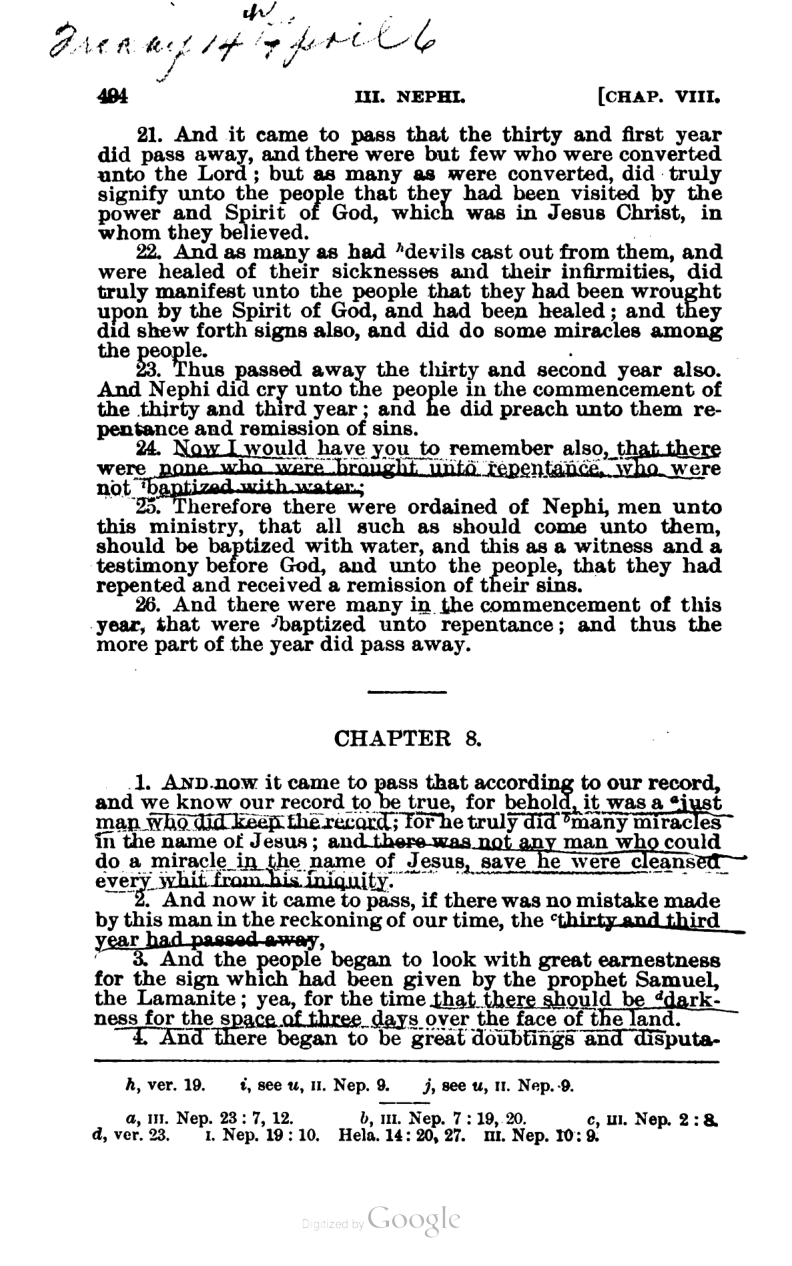 14
April 6
494 III. NEPHI. [CHAP. VIII.
21. And it came to pass that the thirty and first year
did pass away, and there were but few who were converted
unto the Lord; but as many as were converted, did truly
signify unto the people that they had been visited by the
power and Spirit of God, which was in Jesus Christ, in
whom they believed.
22. And as many as had ʰdevils cast out from them, and
were healed of their sicknesses and their infirmities, did
truly manifest unto the people that they had been wrought
upon by the Spirit of God, and had been healed; and they
did shew forth signs also, and did do some miracles among
the people.
23. Thus passed away the thirty and second year also.
And Nephi did cry unto the people in the commencement of
the thirty and third year; and he did preach unto them re-
pentance and remission of sins.
24. Now I would have you to remember also, that there
were none who were brought unto repentance, who were
not ⁱbaptized with water;
25. Therefore there were ordained of Nephi, men unto
this ministry, that all such as should come unto them,
should be baptized with water, and this as a witness and a
testimony before God, and unto the people, that they had
repented and received a remission of their sins.
26. And there were many in the commencement of this
year, that were ʲbaptized unto repentance; and thus the
more part of the year did pass away.
CHAPTER 8.
1. AND now it came to pass that according to our record,
and we know our record to be true, for behold, it was a ᵃjust
man who did keep the record; for he truly did ᵇmany miracles
in the name of Jesus; and there was not any man who could
do a miracle in the name of Jesus, save he were cleansed
every whit from his iniquity.
2. And now it came to pass, if there was no mistake made
by this man in the reckoning of our time, the ᶜthirty and third
year had passed away,
3. And the people began to look with great earnestness
for the sign which had been given by the prophet Samuel,
the Lamanite; yea, for the time that there should be ᵈdark-
ness for the space of three days over the face of the land.
4. And there began to be great doubtings and disputa-
h, ver. 19. i, see u, II. Nep. 9. j, see u, II. Nep. 9.
a, III. Nep. 23 : 7, 12. b, III. Nep. 7 : 19, 20. c, III. Nep. 2 : 8.
d, ver. 23. I. Nep. 19 : 10. Hela. 14 : 20, 27. III. Nep. 10 : 9.
Digitized by Google